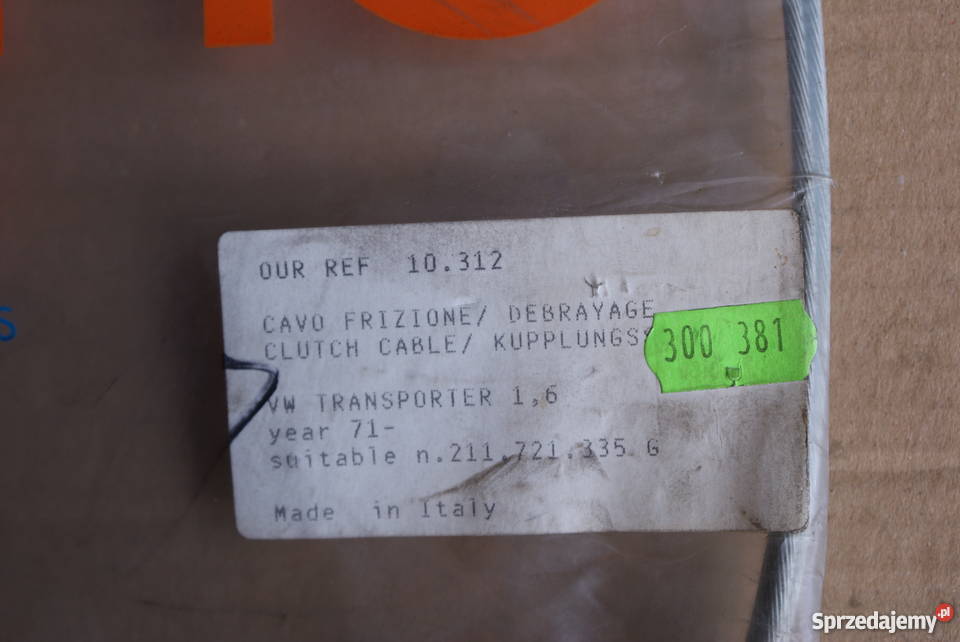 OUR REF 10.312
CAVO FRIZIONE/ DEBRAYAGE
CLUTCH CABLE/ KUPPLUNGSS
300 381
VW TRANSPORTER 1,6
year 71-
suitable n.211.721.335 G
Made in Italy
Sprzedajemy.pl